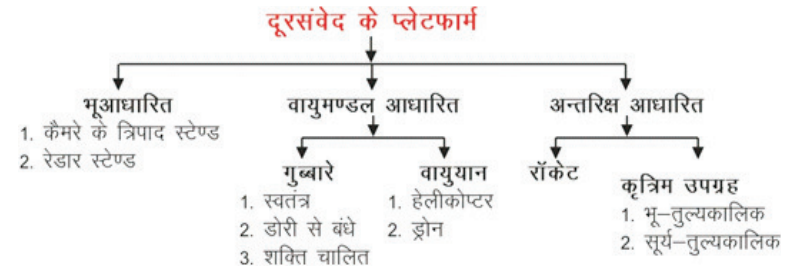 दूरसंवेद के प्लेटफार्म
भूआधारित
1. कैमरे के त्रिपाद स्टेण्ड
2. रेडार स्टेण्ड
वायुमण्डल आधारित
गुब्बारे
1. स्वतंत्र
2. डोरी से बंधे
3. शक्ति चालित
वायुयान
1. हेलीकोप्टर
2. ड्रोन
अन्तरिक्ष आधारित
रॉकेट
कृत्रिम उपग्रह
1. भू–तुल्यकालिक
2. सूर्य–तुल्यकालिक